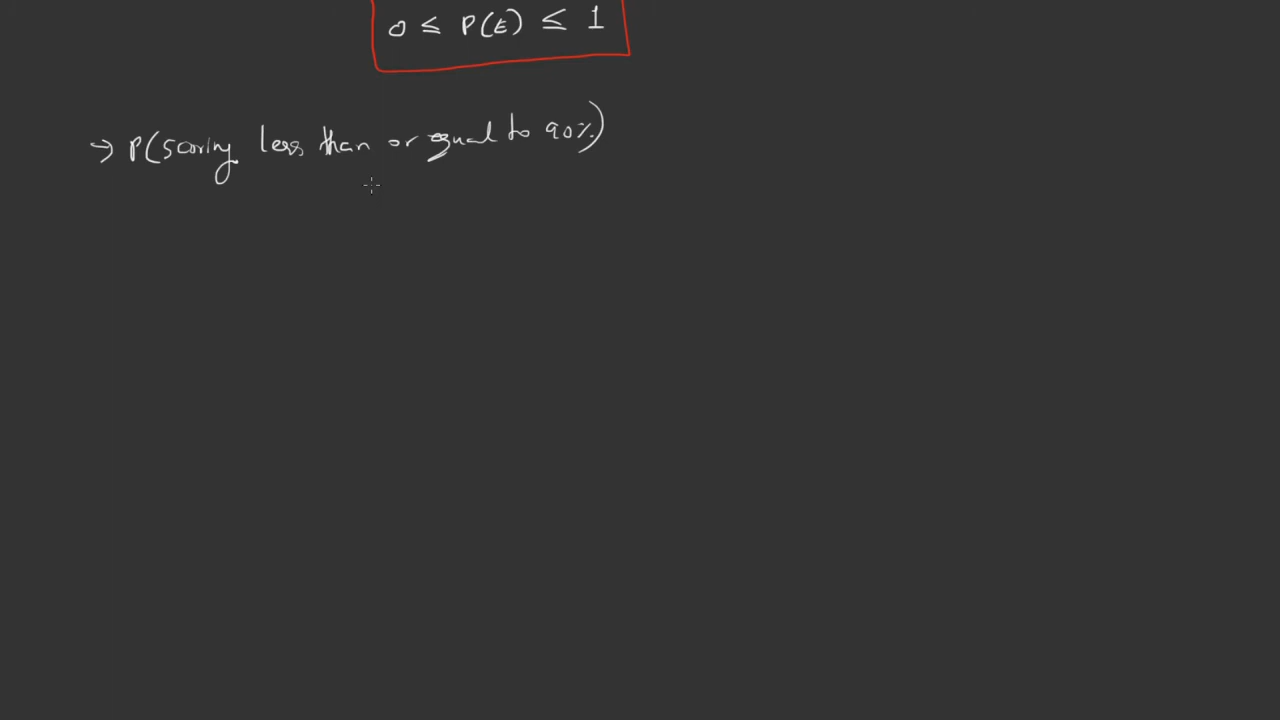 0 ≤ P(E) ≤ 1
→ P(scoring less than or equal to 90%)